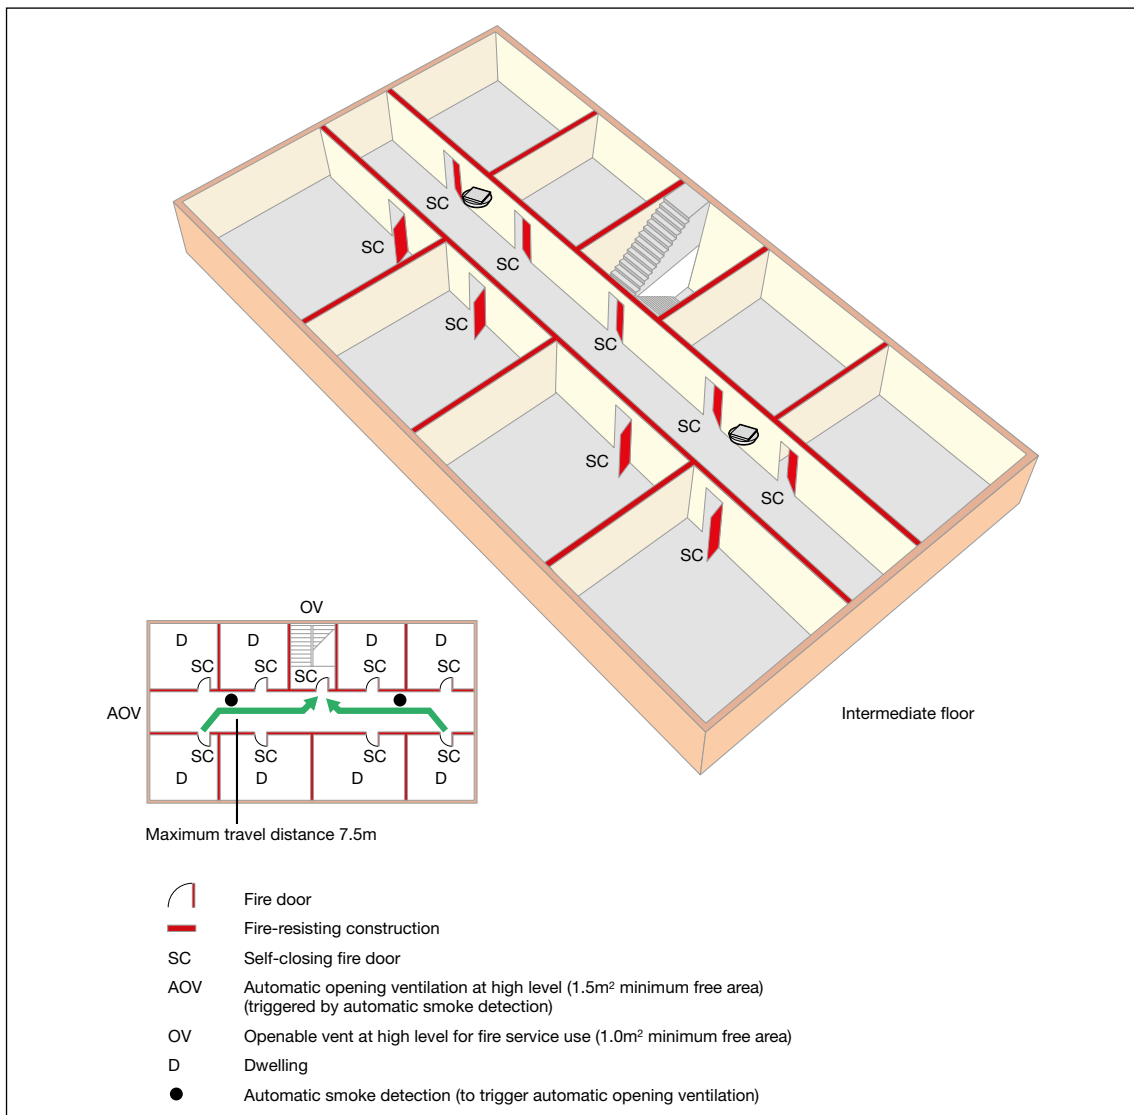 SC
SC
SC
SC
SC
SC
SC
SC
SC
Intermediate floor
OV
D
D
D
D
SC
SC
SC
SC
SC
AOV
SC
SC
SC
SC
D
D
D
D
Maximum travel distance 7.5m
Fire door
Fire-resisting construction
SC Self-closing fire door
AOV Automatic opening ventilation at high level (1.5m² minimum free area)
(triggered by automatic smoke detection)
OV Openable vent at high level for fire service use (1.0m² minimum free area)
D Dwelling
Automatic smoke detection (to trigger automatic opening ventilation)